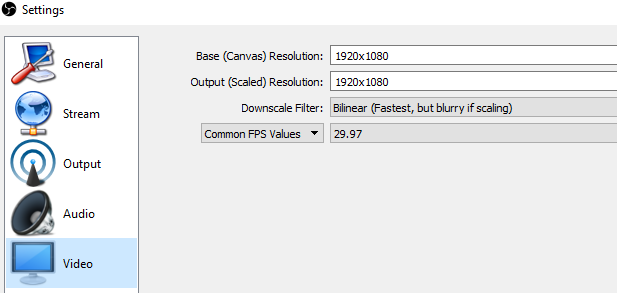 Settings
General
Stream
Output
Audio
Video
Base (Canvas) Resolution: 1920x1080
Output (Scaled) Resolution: 1920x1080
Downscale Filter: Bilinear (Fastest, but blurry if scaling)
Common FPS Values 29.97